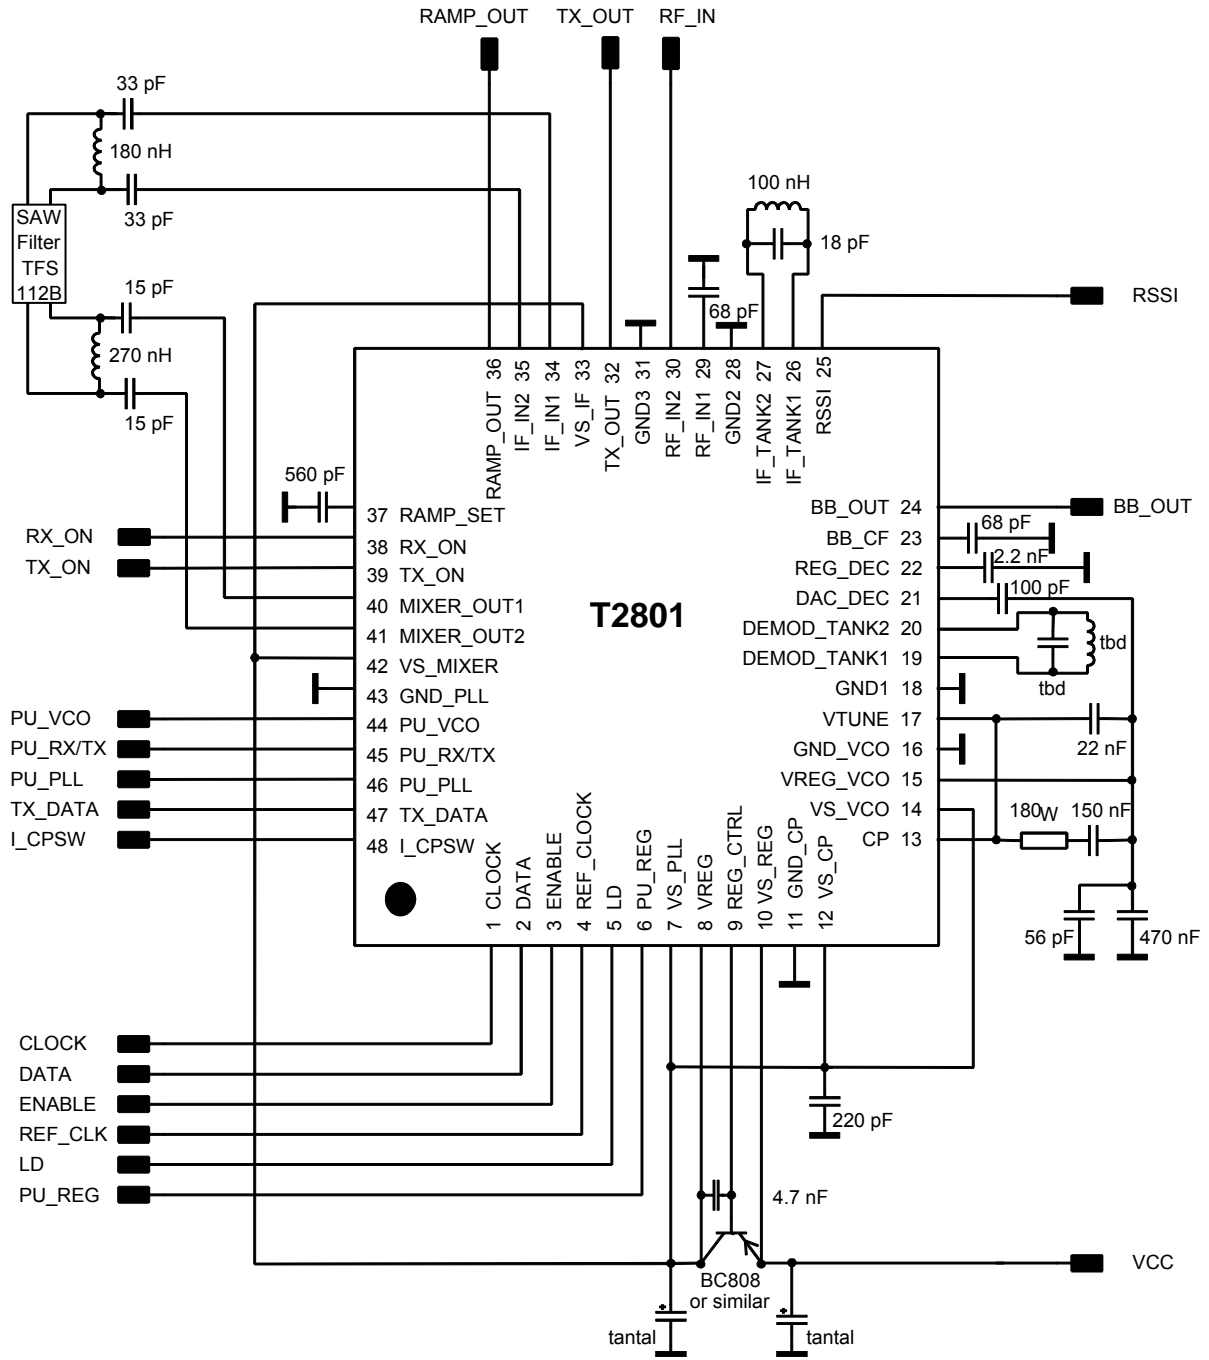 RAMP_OUT
TX_OUT
RF_IN
33 pF
180 nH
33 pF
SAW
Filter
TFS
112B
15 pF
270 nH
15 pF
100 nH
18 pF
68 pF
RSSI
RAMP_OUT 36
IF_IN2 35
IF_IN1 34
VS_IF 33
TX_OUT 32
GND3 31
RF_IN2 30
RF_IN1 29
GND2 28
IF_TANK2 27
IF_TANK1 26
RSSI 25
560 pF
RX_ON
TX_ON
PU_VCO
PU_RX/TX
PU_PLL
TX_DATA
I_CPSW
37 RAMP_SET
38 RX_ON
39 TX_ON
40 MIXER_OUT1
41 MIXER_OUT2
42 VS_MIXER
43 GND_PLL
44 PU_VCO
45 PU_RX/TX
46 PU_PLL
47 TX_DATA
48 I_CPSW
T2801
BB_OUT 24
BB_CF 23
REG_DEC 22
DAC_DEC 21
DEMOD_TANK2 20
DEMOD_TANK1 19
GND1 18
VTUNE 17
GND_VCO 16
VREG_VCO 15
VS_VCO 14
CP 13
BB_OUT
68 pF
2.2 nF
100 pF
tbd
tbd
22 nF
180W
150 nF
56 pF
470 nF
1 CLOCK
2 DATA
3 ENABLE
4 REF_CLOCK
5 LD
6 PU_REG
7 VS_PLL
8 VREG
9 REG_CTRL
10 VS_REG
11 GND_CP
12 VS_CP
CLOCK
DATA
ENABLE
REF_CLK
LD
PU_REG
220 pF
4.7 nF
BC808
or similar
VCC
+
tantal
+
tantal